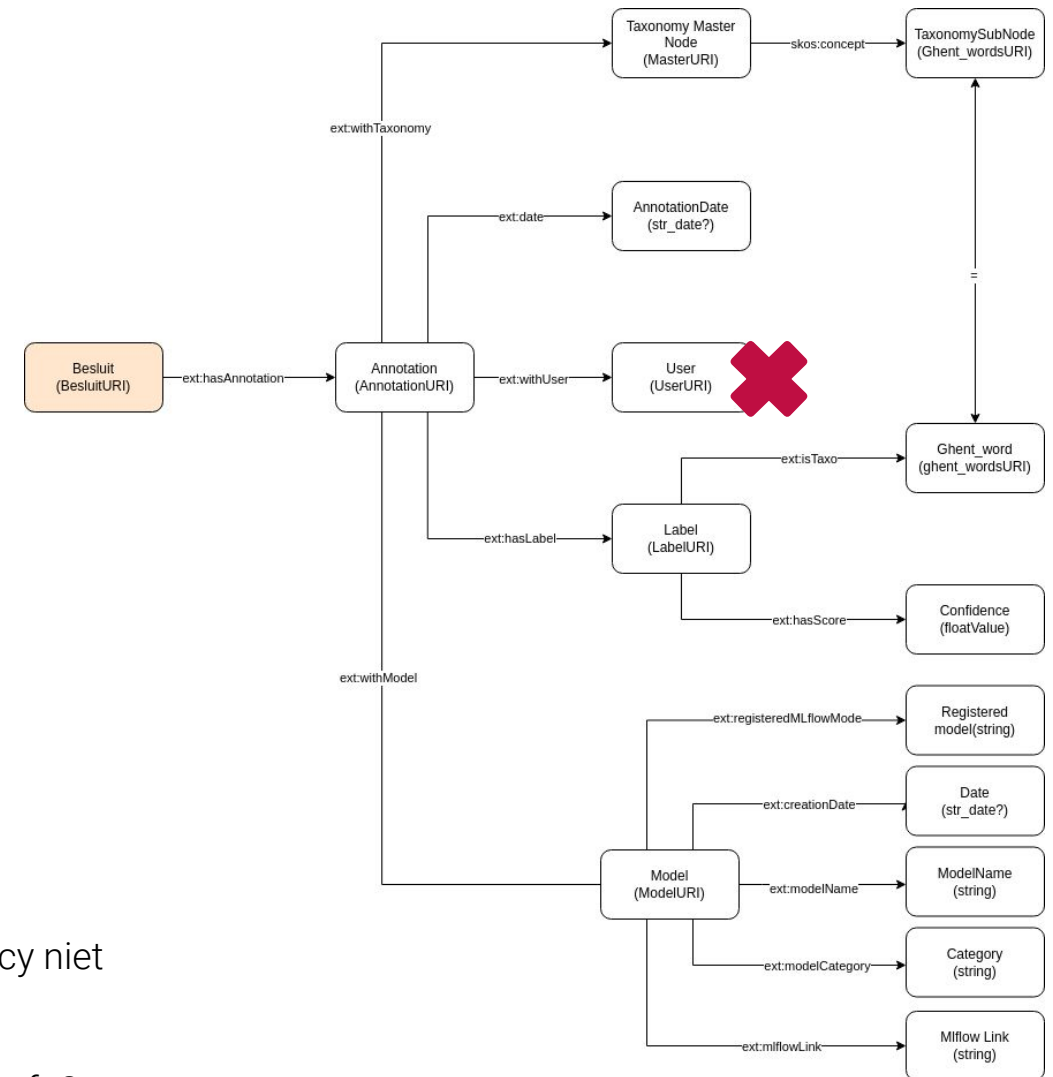 Taxonomy Master
Node
(MasterURI)
skos:concept
TaxonomySubNode
(Ghent_wordsURI)
ext:withTaxonomy
ext:date
AnnotationDate
(str_date?)
=
Besluit
(BesluitURI)
ext:hasAnnotation
Annotation
(AnnotationURI)
ext:withUser
User
(UserURI)
ext:isTaxo
Ghent_word
(ghent_wordsURI)
ext:hasLabel
Label
(LabelURI)
ext:hasScore
Confidence
(floatValue)
ext:withModel
ext:registeredMLflowMode
Registered
model(string)
ext:creationDate
Date
(str_date?)
Model
(ModelURI)
ext:modelName
ModelName
(string)
cy niet
ext:modelCategory
Category
(string)
ext:mlflowLink
Mlflow Link
(string)